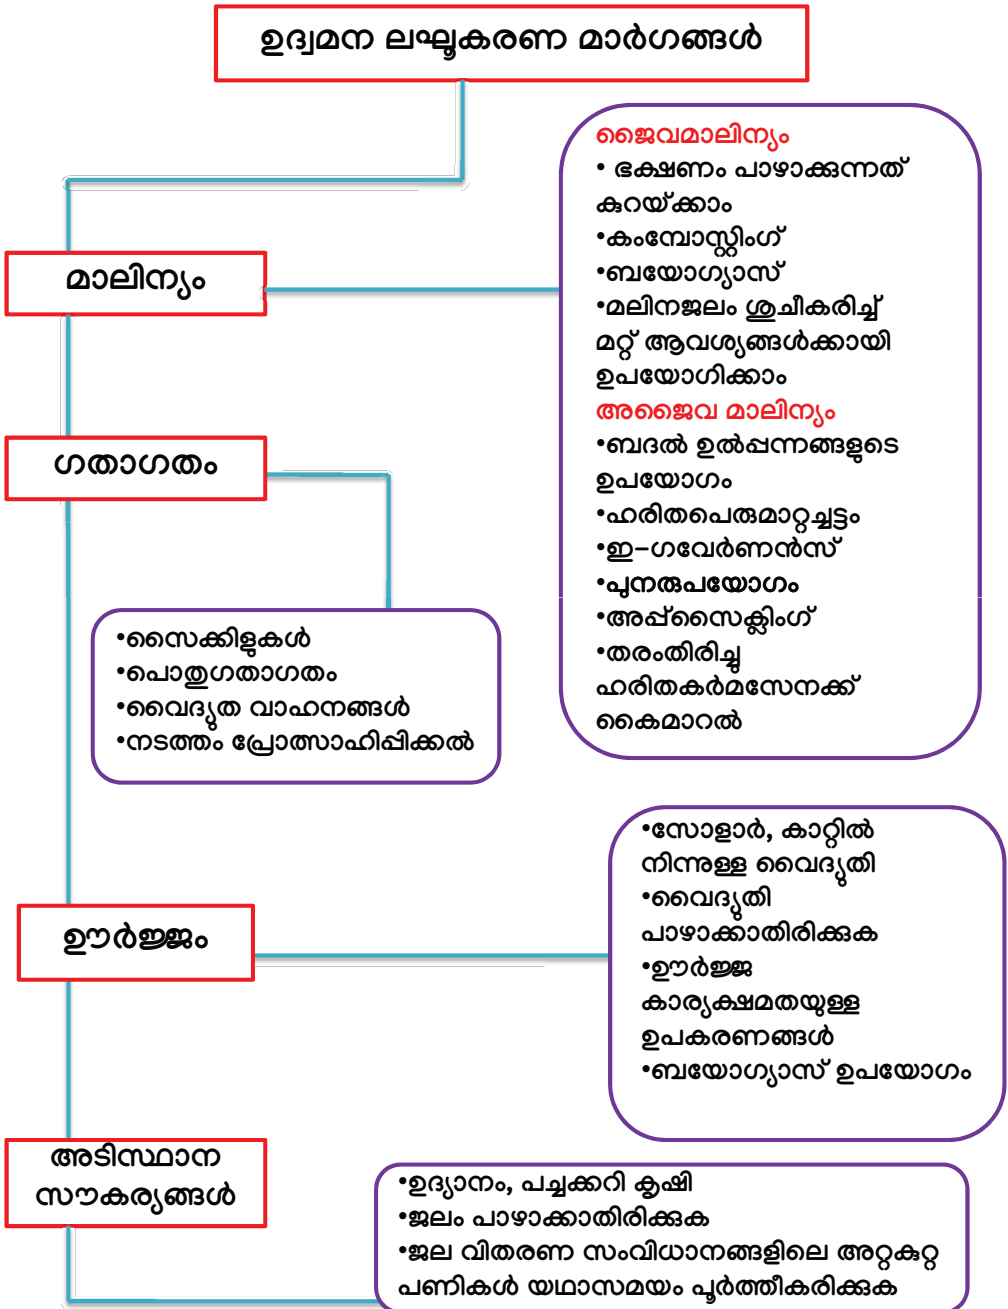 ഉദ്വമന ലഘൂകരണ മാർഗങ്ങൾ
മാലിന്യം
ജൈവമാലിന്യം
• ഭക്ഷണം പാഴാക്കുന്നത്
കുറയ്ക്കാം
•കംമ്പോസ്റ്റിംഗ്
•ബയോഗ്യാസ്
•മലിനജലം ശുചീകരിച്ച്
മറ്റ് ആവശ്യങ്ങൾക്കായി
ഉപയോഗിക്കാം
അജൈവ മാലിന്യം
•ബദൽ ഉൽപ്പന്നങ്ങളുടെ
ഉപയോഗം
•ഹരിതപെരുമാറ്റച്ചട്ടം
•ഇ-ഗവേർണൻസ്
•പുനരുപയോഗം
•അപ്പ്സൈക്ലിംഗ്
•തരംതിരിച്ചു
ഹരിതകർമസേനക്ക്
കൈമാറൽ
ഗതാഗതം
•സൈക്കിളുകൾ
•പൊതുഗതാഗതം
•വൈദ്യുത വാഹനങ്ങൾ
•നടത്തം പ്രോത്സാഹിപ്പിക്കൽ
ഊർജ്ജം
•സോളാർ, കാറ്റിൽ
നിന്നുള്ള വൈദ്യുതി
•വൈദ്യുതി
പാഴാക്കാതിരിക്കുക
•ഊർജ്ജ
കാര്യക്ഷമതയുള്ള
ഉപകരണങ്ങൾ
•ബയോഗ്യാസ് ഉപയോഗം
അടിസ്ഥാന
സൗകര്യങ്ങൾ
•ഉദ്യാനം, പച്ചക്കറി കൃഷി
•ജലം പാഴാക്കാതിരിക്കുക
•ജല വിതരണ സംവിധാനങ്ങളിലെ അറ്റകുറ്റ
പണികൾ യഥാസമയം പൂർത്തീകരിക്കുക